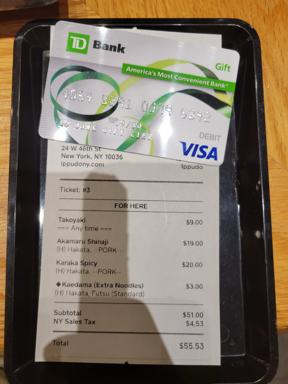 TD Bank
Gift
America's Most Convenient Bank®
DEBIT
VISA
24 W 46th St
New York, NY 10036
ippudony.com
Ippudo
Ticket: #3
FOR HERE
Takoyaki $9.00
=== Any time ===
Akamaru Shinaji $19.00
(H) Hakata, --PORK--
Karaka Spicy $20.00
(H) Hakata, --PORK--
◆Kaedama (Extra Noodles) $3.00
(H) Hakata, Futsu (Standard)
Subtotal $51.00
NY Sales Tax $4.53
Total $55.53